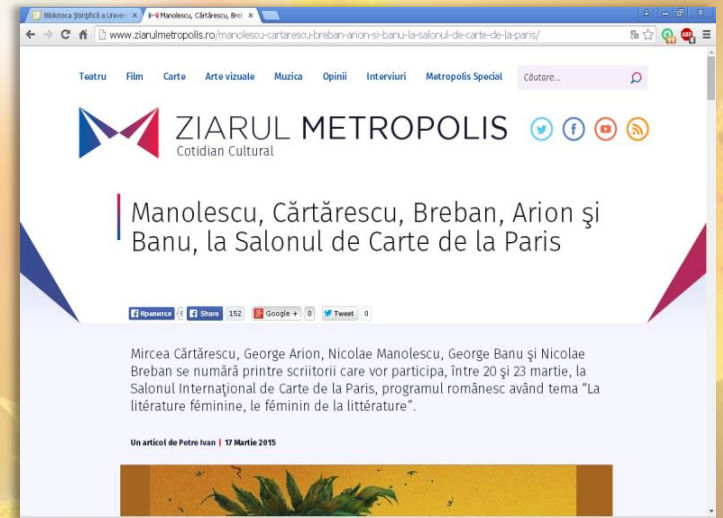 Biblioteca Științifică a Univer
Manolescu, Cărtărescu, Bret
www.ziarulmetropolis.ro/manolescu-cartarescu-breban-arion-si-banu-la-salonul-de-carte-de-la-paris/
Teatru Film Carte Arte vizuale Muzica Opinii Interviuri Metropolis Special Căutare...
ZIARUL METROPOLIS
Cotidian Cultural
Manolescu, Cărtărescu, Breban, Arion şi
Banu, la Salonul de Carte de la Paris
Нравится Share 152 Google + 0 Tweet 0
Mircea Cărtărescu, George Arion, Nicolae Manolescu, George Banu şi Nicolae
Breban se numără printre scriitorii care vor participa, între 20 şi 23 martie, la
Salonul Internaţional de Carte de la Paris, programul românesc având tema “La
litérature féminine, le féminin de la littérature”.
Un articol de Petre Ivan | 17 Martie 2015